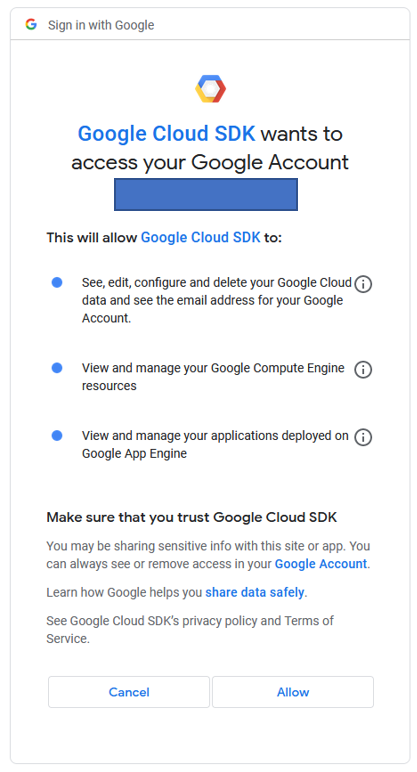 Sign in with Google
Google Cloud SDK wants to
access your Google Account
This will allow Google Cloud SDK to:
See, edit, configure and delete your Google Cloud
data and see the email address for your Google
Account.
View and manage your Google Compute Engine
resources
View and manage your applications deployed on
Google App Engine
Make sure that you trust Google Cloud SDK
You may be sharing sensitive info with this site or app. You
can always see or remove access in your Google Account.
Learn how Google helps you share data safely.
See Google Cloud SDK's privacy policy and Terms of
Service.
Cancel Allow